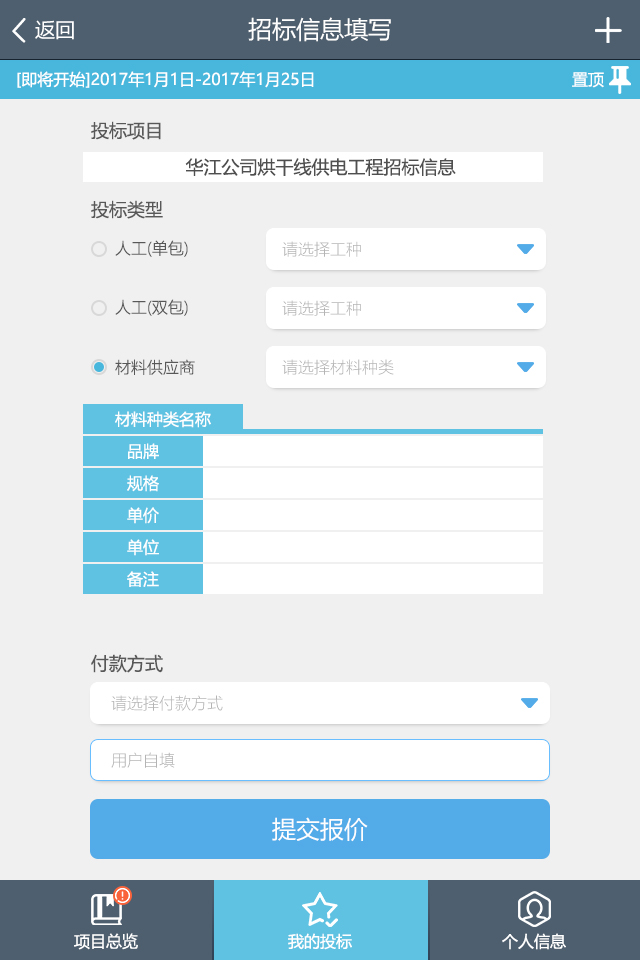 返回
招标信息填写
[即将开始]2017年1月1日-2017年1月25日
置顶
投标项目
华江公司烘干线供电工程招标信息
投标类型
人工(单包)
请选择工种
人工(双包)
请选择工种
材料供应商
请选择材料种类
材料种类名称
品牌
规格
单价
单位
备注
付款方式
请选择付款方式
用户自填
提交报价
项目总览
我的投标
个人信息